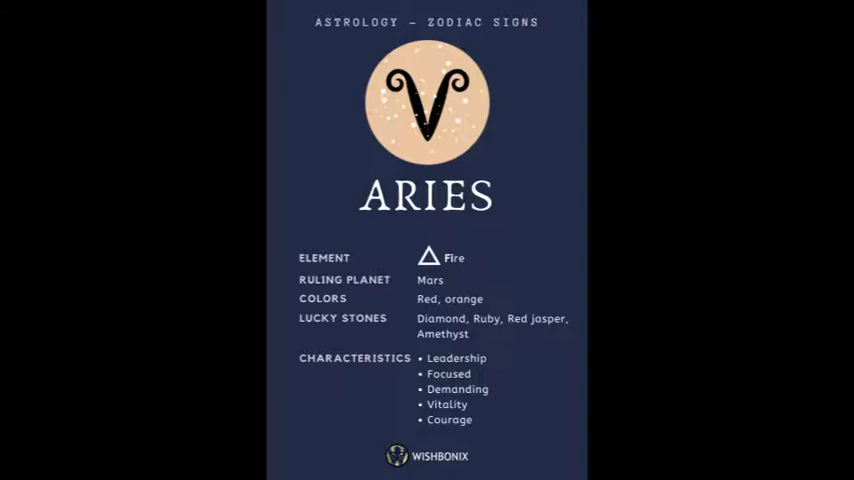 ASTROLOGY – ZODIAC SIGNS
ARIES
ELEMENT Fire
RULING PLANET Mars
COLORS Red, orange
LUCKY STONES Diamond, Ruby, Red jasper,
Amethyst
CHARACTERISTICS • Leadership
• Focused
• Demanding
• Vitality
• Courage
WISHBONIX